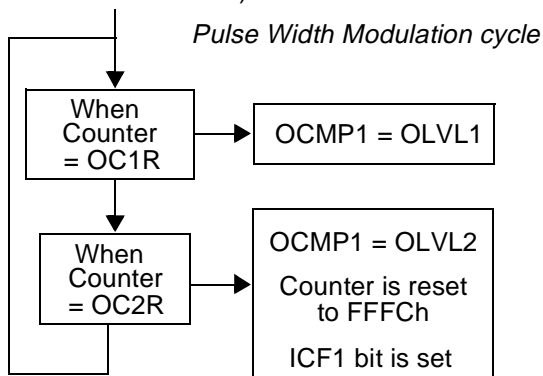 Pulse Width Modulation cycle
When
Counter
= OC1R
OCMP1 = OLVL1
When
Counter
= OC2R
OCMP1 = OLVL2
Counter is reset
to FFFCh
ICF1 bit is set